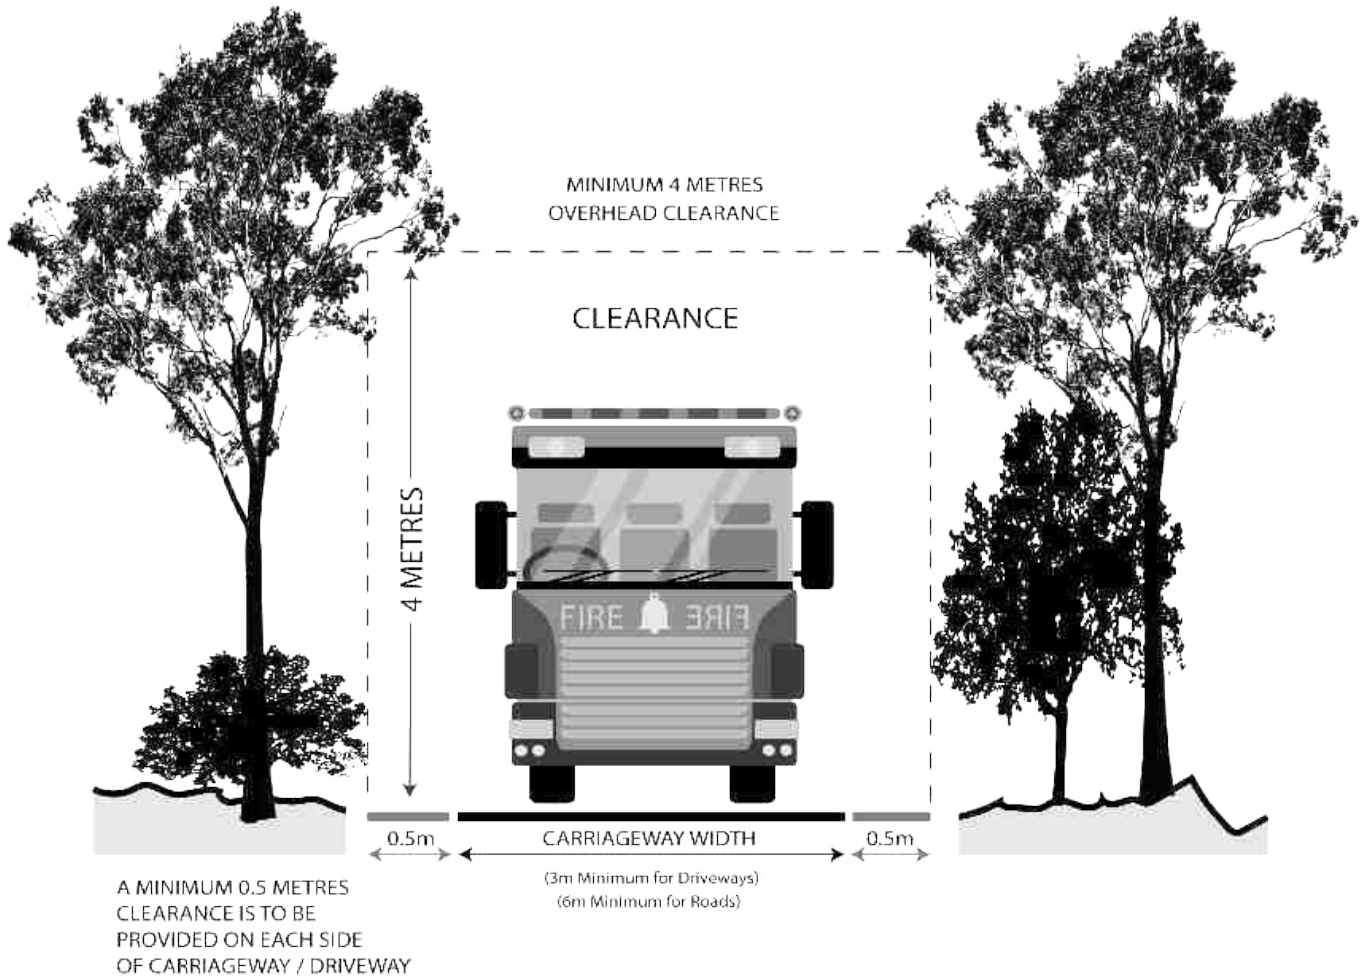 MINIMUM 4 METRES
OVERHEAD CLEARANCE
CLEARANCE
4 METRES
FIRE ƎЯIꟻ
0.5m
CARRIAGEWAY WIDTH
0.5m
(3m Minimum for Driveways)
(6m Minimum for Roads)
A MINIMUM 0.5 METRES
CLEARANCE IS TO BE
PROVIDED ON EACH SIDE
OF CARRIAGEWAY / DRIVEWAY